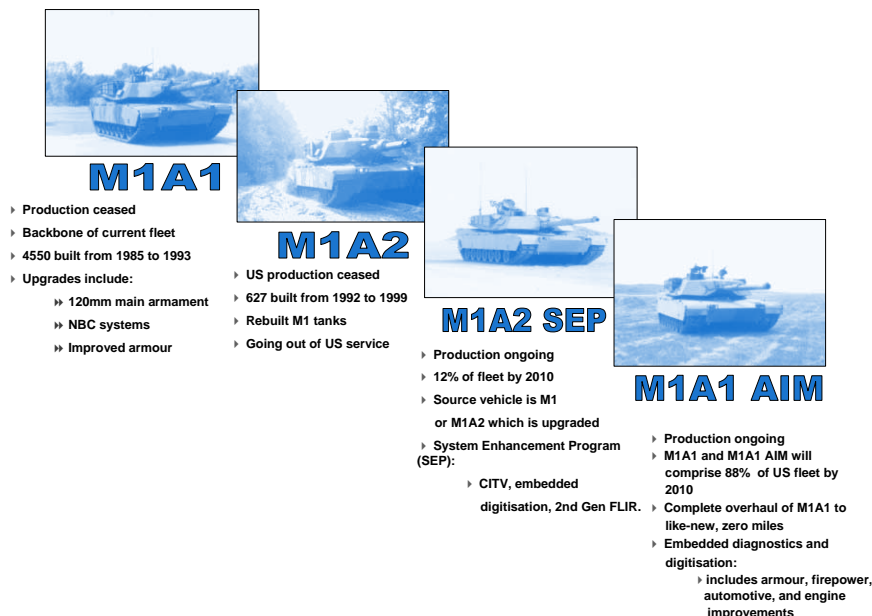 M1A1
Production ceased
Backbone of current fleet
4550 built from 1985 to 1993
Upgrades include:
120mm main armament
NBC systems
Improved armour
M1A2
US production ceased
627 built from 1992 to 1999
Rebuilt M1 tanks
Going out of US service
M1A2 SEP
Production ongoing
12% of fleet by 2010
Source vehicle is M1
or M1A2 which is upgraded
System Enhancement Program
(SEP):
CITV, embedded
digitisation, 2nd Gen FLIR.
M1A1 AIM
Production ongoing
M1A1 and M1A1 AIM will
comprise 88% of US fleet by
2010
Complete overhaul of M1A1 to
like-new, zero miles
Embedded diagnostics and
digitisation:
includes armour, firepower,
automotive, and engine
improvements